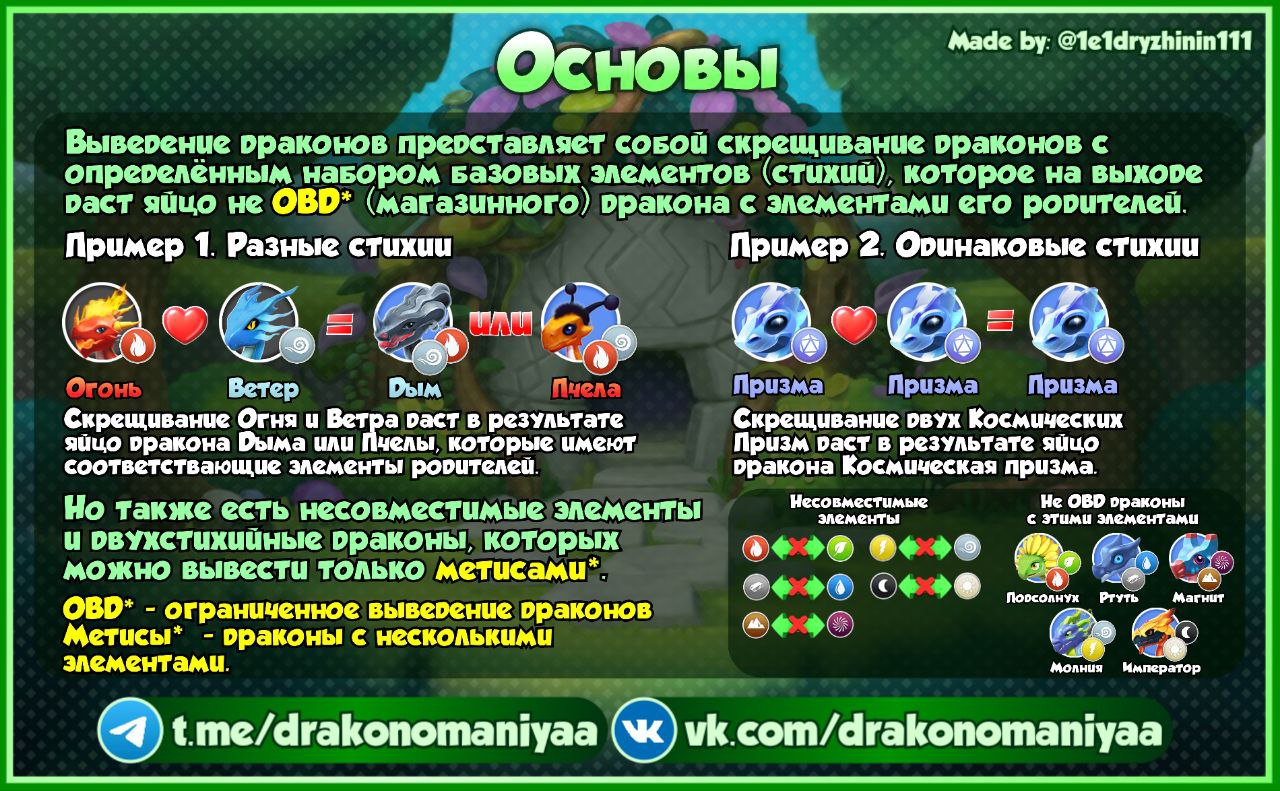 Основы
Made by: @1e1dryzhinin111
Выведение драконов представляет собой скрещивание драконов с
определённым набором базовых элементов (стихий), которое на выходе
даст яйцо не OBD* (магазинного) дракона с элементами его родителей.
Пример 1. Разные стихии
Огонь
Ветер
=
Дым
или
Пчела
Скрещивание Огня и Ветра даст в результате
яйцо дракона Дыма или Пчелы, которые имеют
соответствающие элементы родителей.
Пример 2. Одинаковые стихии
Призма
Призма
=
Призма
Скрещивание двух Космических
Призм даст в результате яйцо
дракона Космическая призма.
Но также есть несовместимые элементы
и двухстихийные драконы, которых
можно вывести только метисами*.
OBD* - ограниченное выведение драконов
Метисы* - драконы с несколькими
элементами.
Несовместимые
элементы
Не OBD драконы
с этими элементами
Подсолнух
Ртуть
Магнит
Молния
Император
t.me/drakonomaniyaa
vk.com/drakonomaniyaa